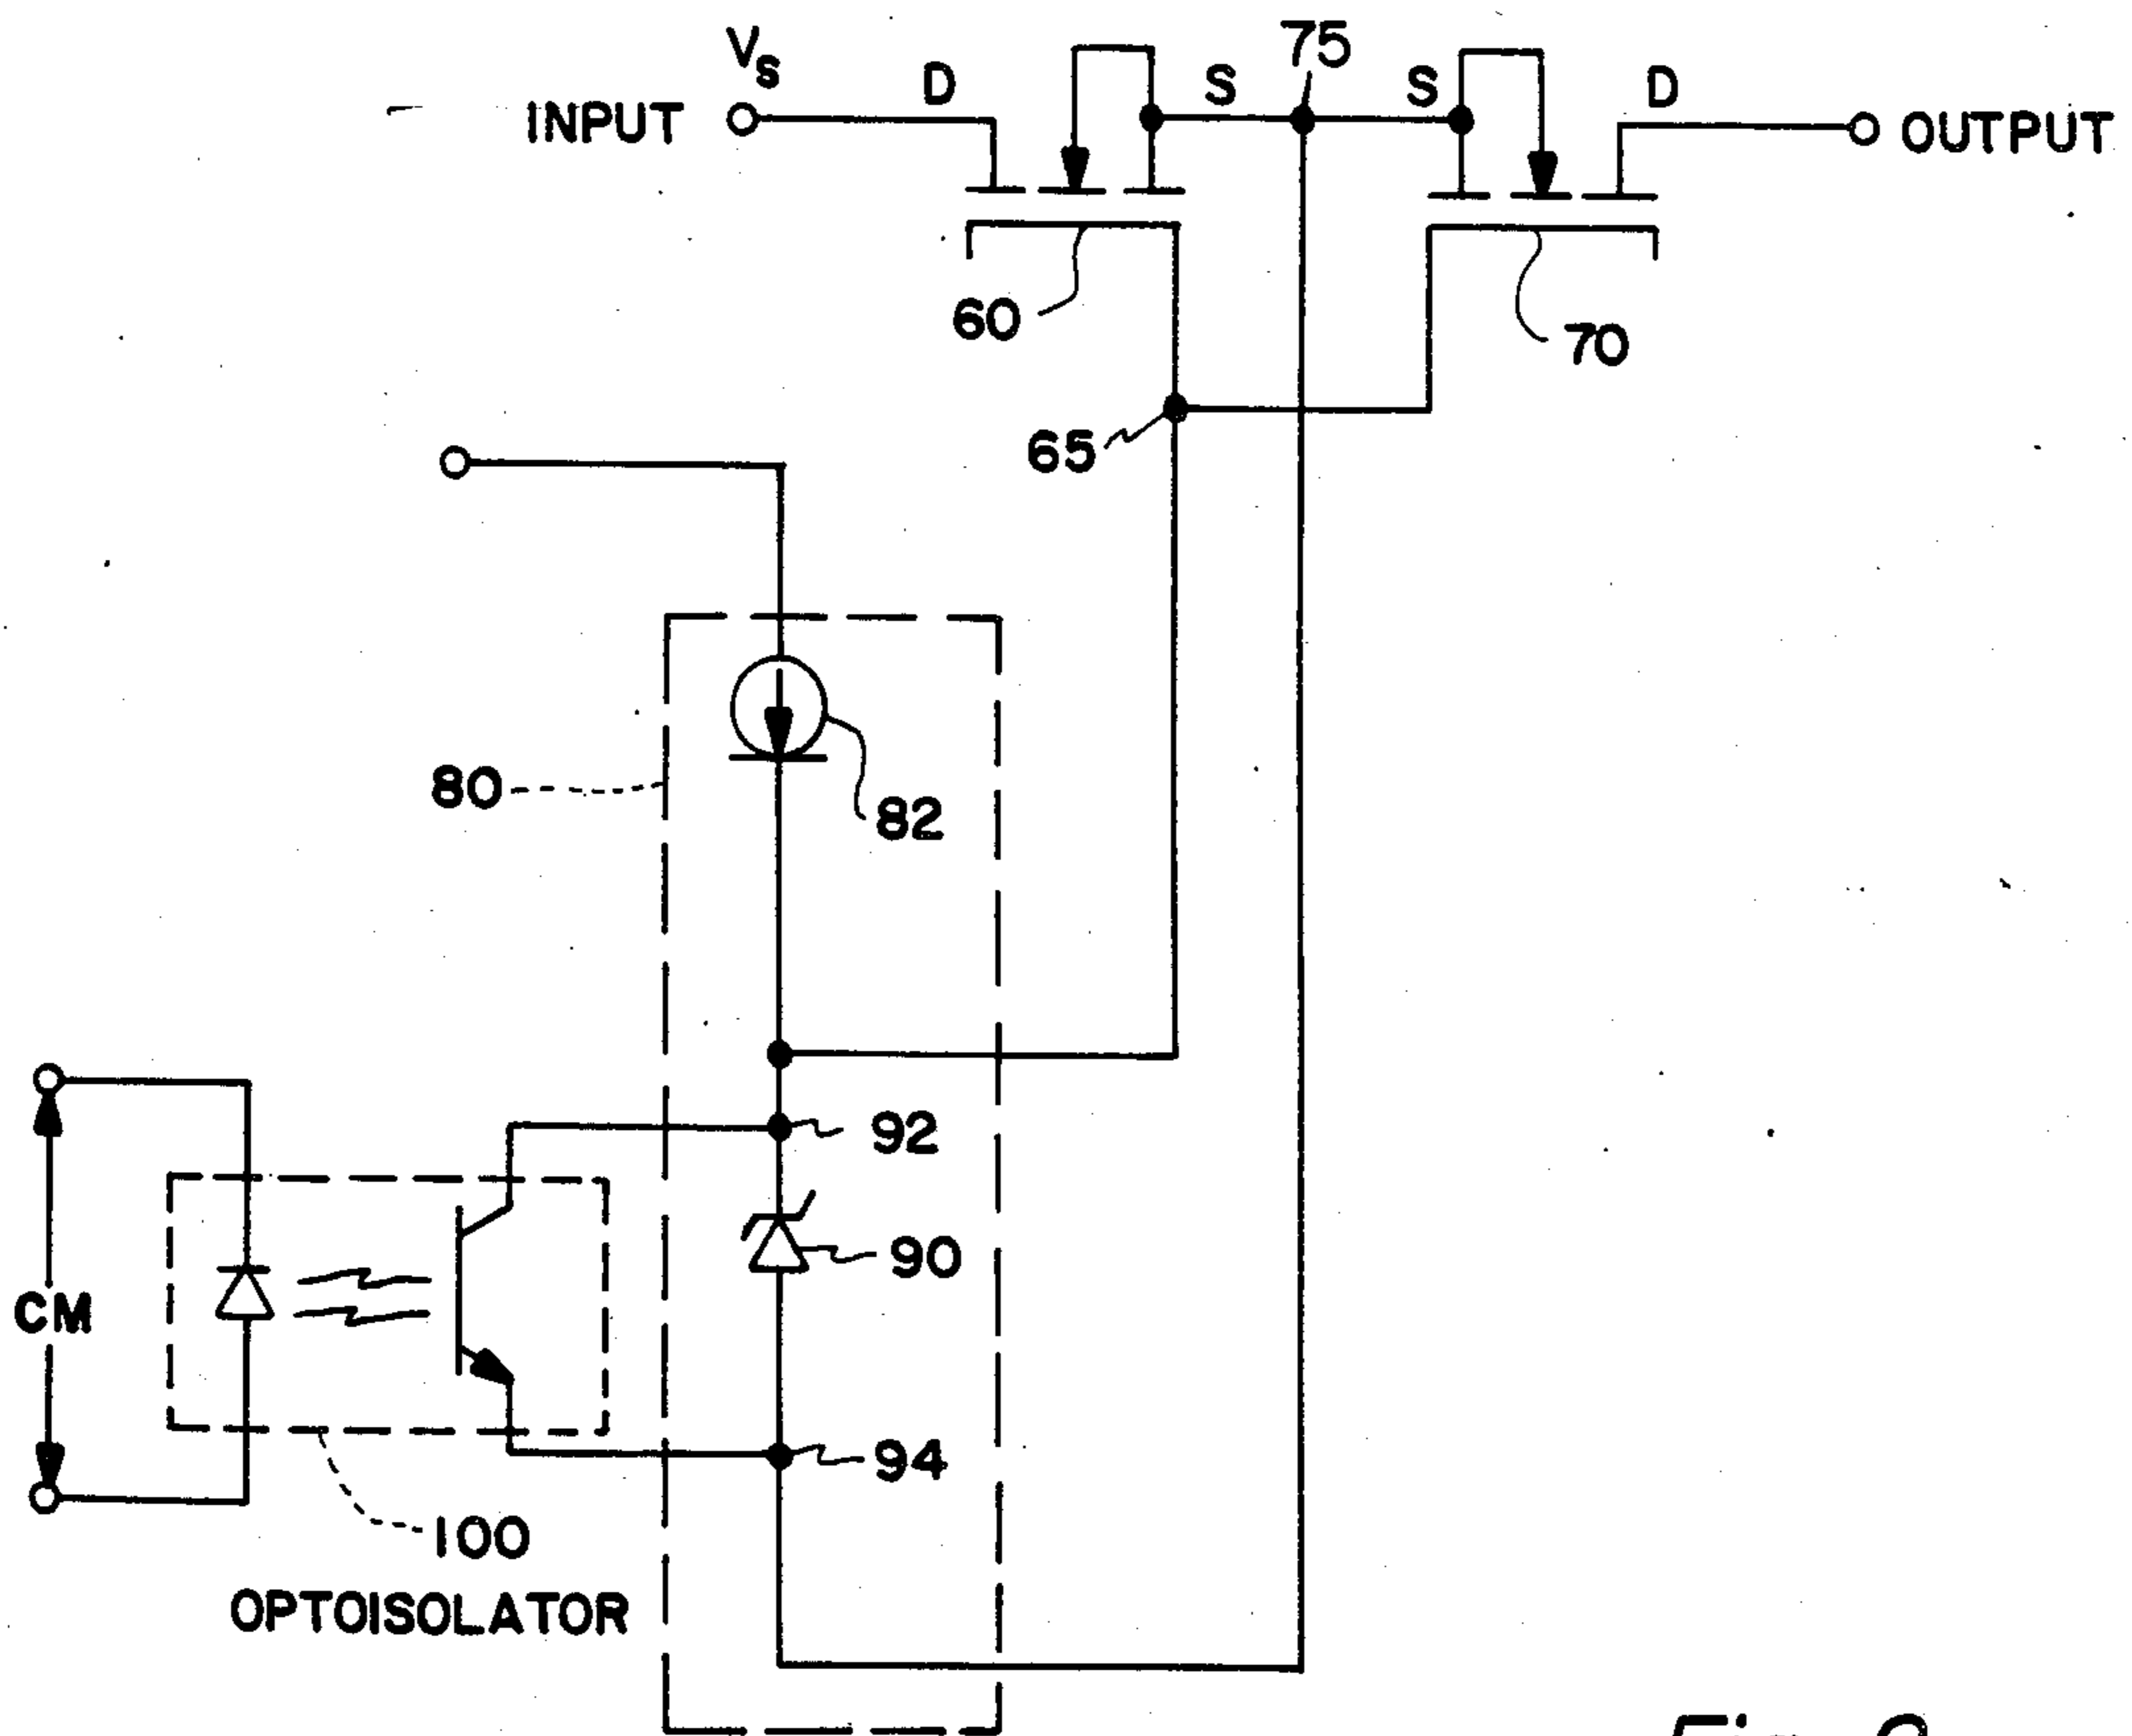 Vs
D
S
75
S
D
INPUT
OUTPUT
60
70
65
80
82
92
90
CM
94
100
OPTOISOLATOR